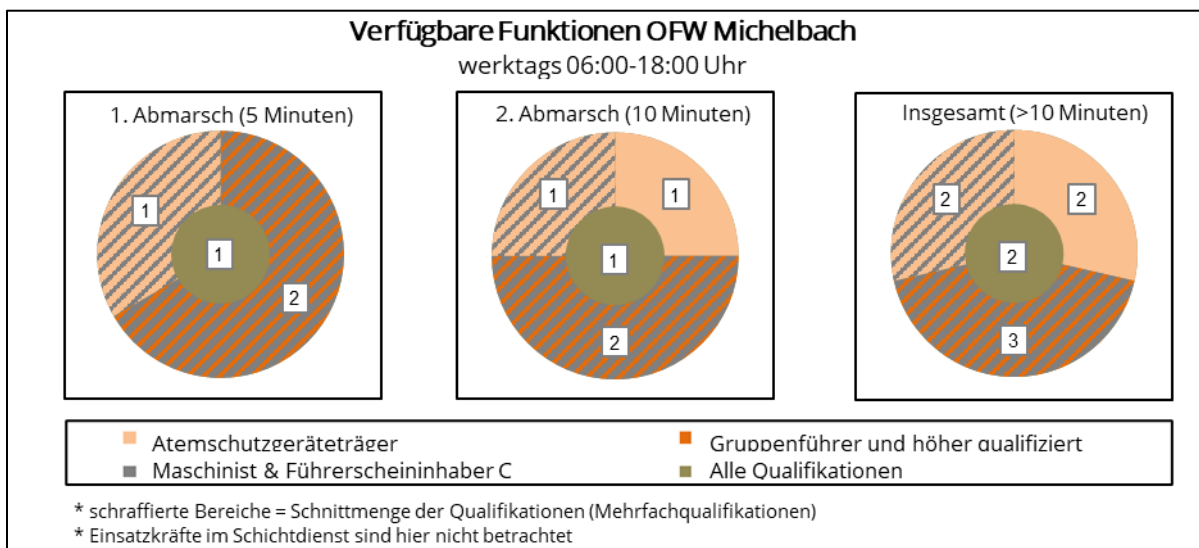 Verfügbare Funktionen OFW Michelbach
werktags 06:00-18:00 Uhr
1. Abmarsch (5 Minuten)
1
1
2
2. Abmarsch (10 Minuten)
1
1
1
2
Insgesamt (>10 Minuten)
2
2
2
3
Atemschutzgeräteträger
Gruppenführer und höher qualifiziert
Maschinist & Führerscheininhaber C
Alle Qualifikationen
* schraffierte Bereiche = Schnittmenge der Qualifikationen (Mehrfachqualifikationen)
* Einsatzkräfte im Schichtdienst sind hier nicht betrachtet